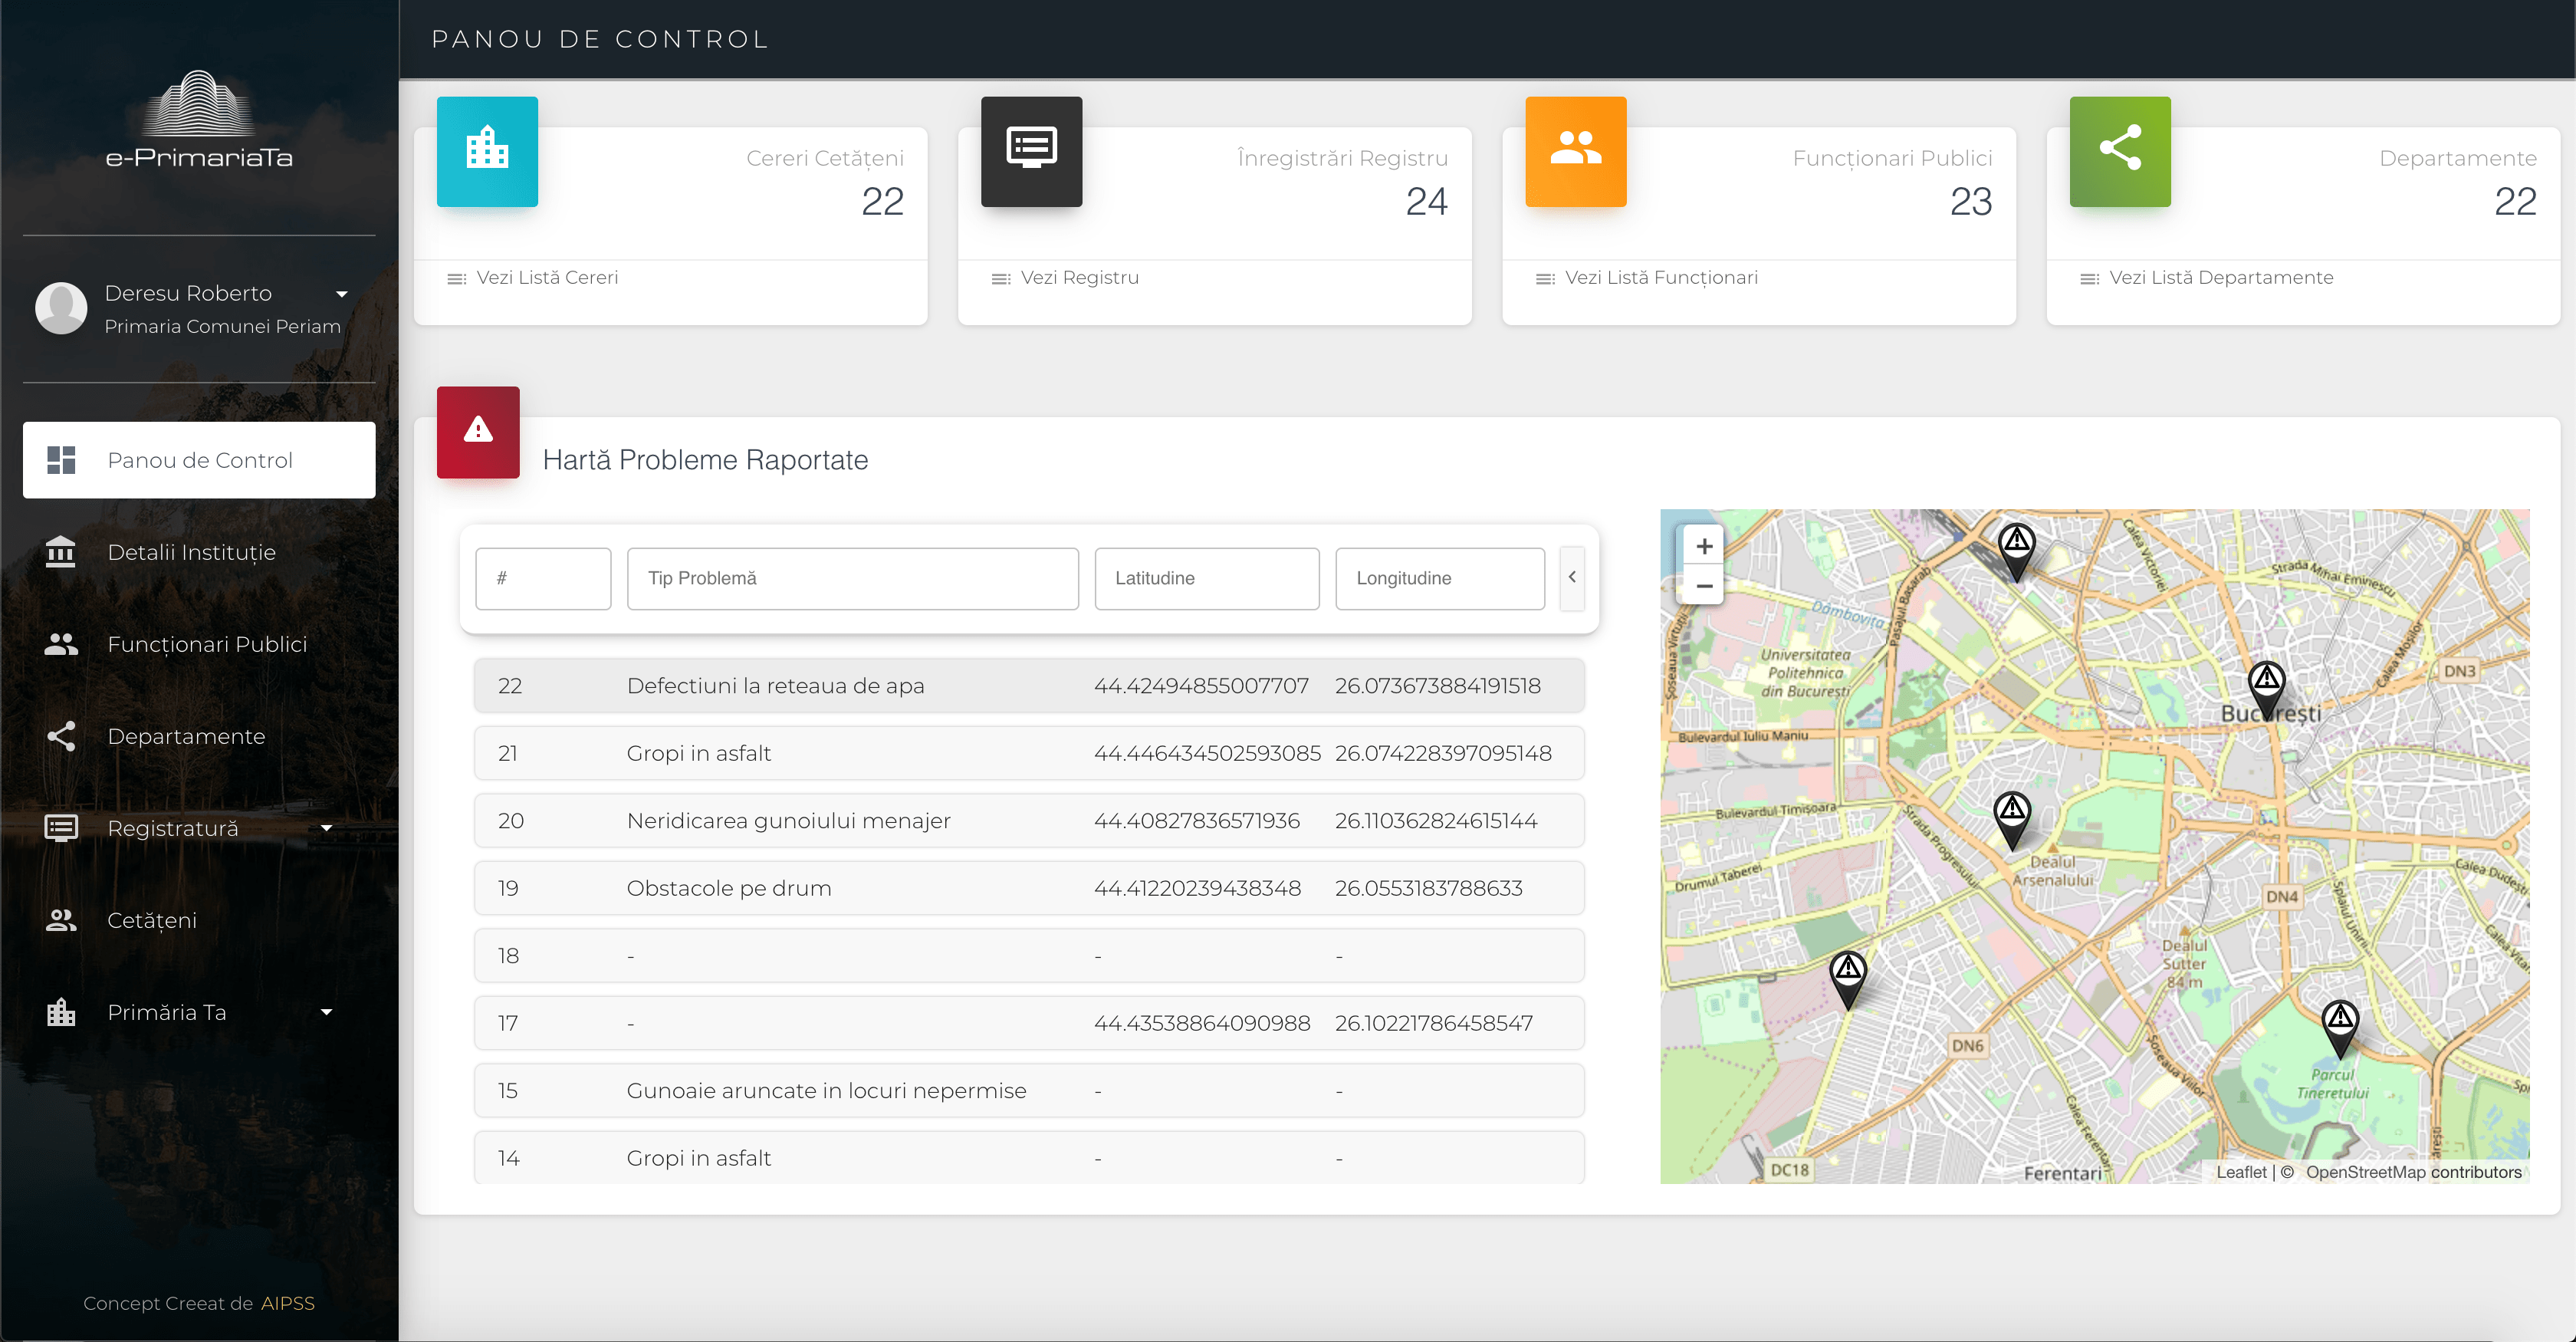 e-PrimariaTa
Deresu Roberto
Primaria Comunei Periam
Panou de Control
Detalii Instituție
Funcționari Publici
Departamente
Registratură
Cetățeni
Primăria Ta
Concept Creeat de AIPSS
PANOU DE CONTROL
Cereri Cetățeni
22
Vezi Listă Cereri
Înregistrări Registru
24
Vezi Registru
Funcționari Publici
23
Vezi Listă Funcționari
Departamente
22
Vezi Listă Departamente
Hartă Probleme Raportate
# Tip Problemă Latitudine Longitudine
22 Defectiuni la reteaua de apa 44.42494855007707 26.073673884191518
21 Gropi in asfalt 44.446434502593085 26.074228397095148
20 Neridicarea gunoiului menajer 44.40827836571936 26.110362824615144
19 Obstacole pe drum 44.41220239438348 26.0553183788633
18 - - -
17 - 44.43538864090988 26.10221786458547
15 Gunoaie aruncate in locuri nepermise - -
14 Gropi in asfalt - -
+
−
Calea Victoriei
Strada Mihai Eminescu
Dâmbovița
Pasajul Basarab
Șoseaua Virtuții
Calea Moșilor
Universitatea
Politehnica
din București
DN3
București
Bulevardul Iuliu Maniu
Bulevardul Timișoara
Strada Progresului
Drumul Taberei
Dealul
Arsenalului
Calea Dudești
DN4
Splaiul Unirii
Dealul
Sutter
84 m
DN6
Șoseaua Viilor
Parcul
Tineretului
Calea Ferentari
DC18
Ferentari
Leaflet | © OpenStreetMap contributors